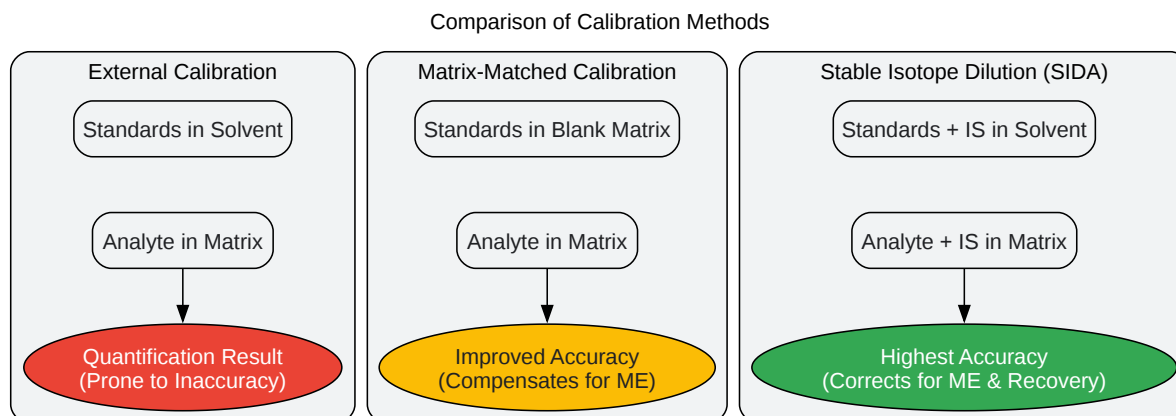 Comparison of Calibration Methods
External Calibration
Standards in Solvent
Analyte in Matrix
Quantification Result
(Prone to Inaccuracy)
Matrix-Matched Calibration
Standards in Blank Matrix
Analyte in Matrix
Improved Accuracy
(Compensates for ME)
Stable Isotope Dilution (SIDA)
Standards + IS in Solvent
Analyte + IS in Matrix
Highest Accuracy
(Corrects for ME & Recovery)